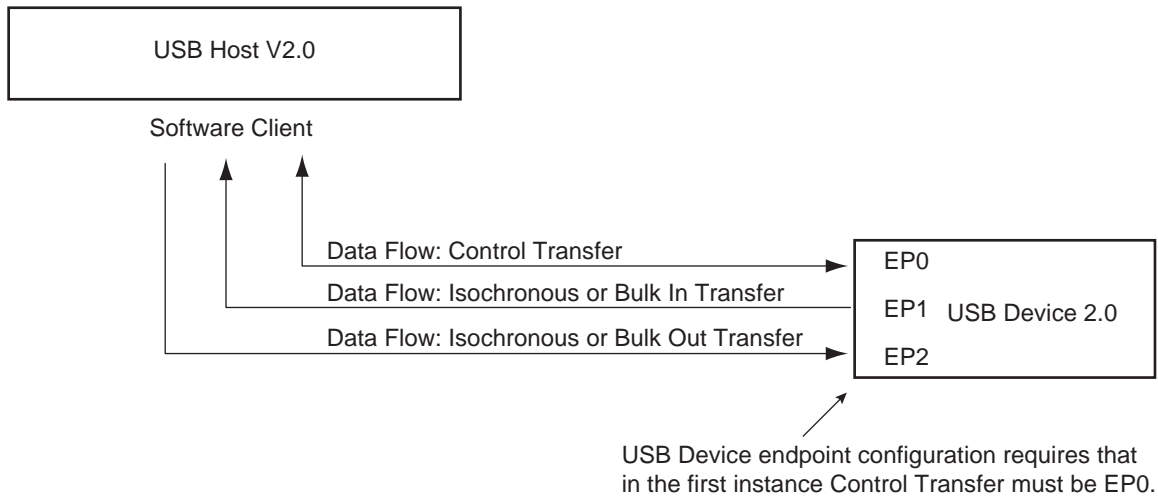 USB Host V2.0
Software Client
Data Flow: Control Transfer
Data Flow: Isochronous or Bulk In Transfer
Data Flow: Isochronous or Bulk Out Transfer
EP0
EP1 USB Device 2.0
EP2
USB Device endpoint configuration requires that
in the first instance Control Transfer must be EP0.